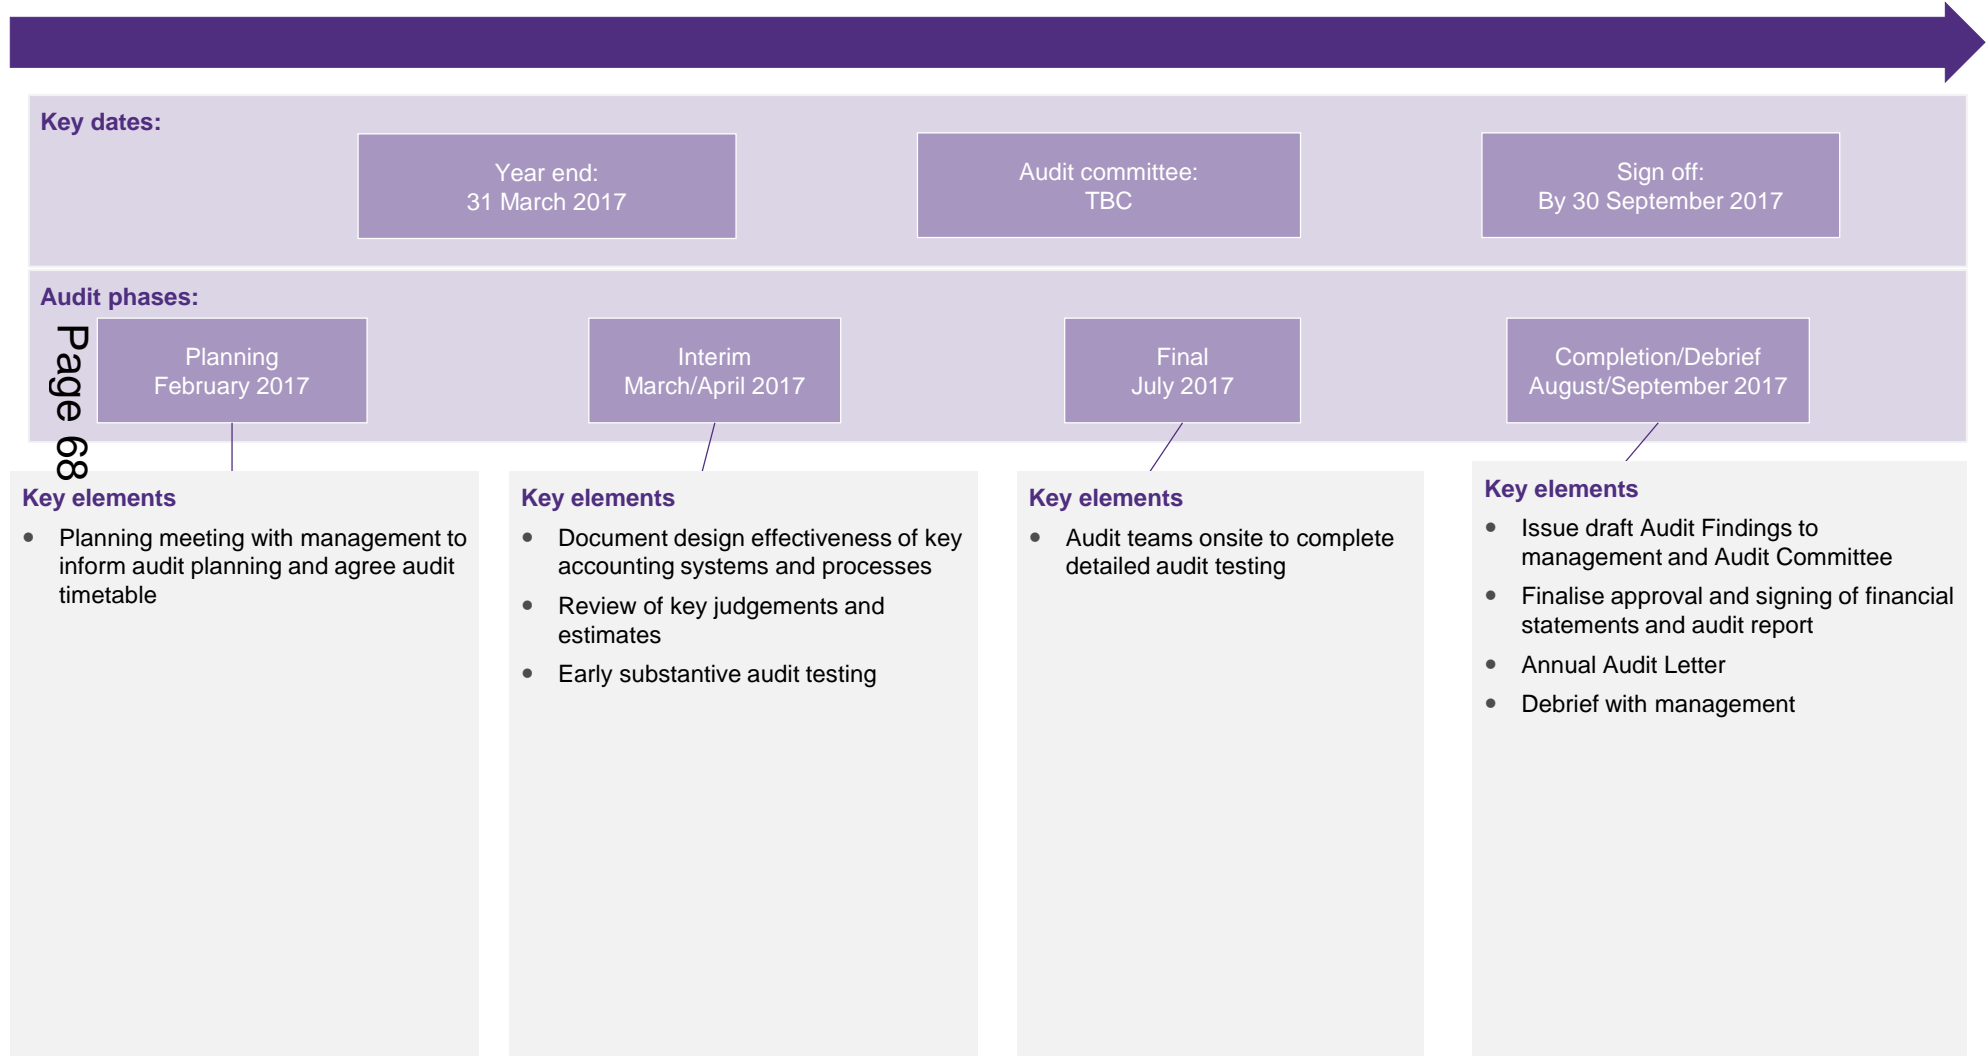 Key dates:
Year end:
31 March 2017
Audit committee:
TBC
Sign off:
By 30 September 2017
Audit phases:
Page 68
Planning
February 2017
Interim
March/April 2017
Final
July 2017
Completion/Debrief
August/September 2017
Key elements
• Planning meeting with management to
inform audit planning and agree audit
timetable
Key elements
• Document design effectiveness of key
accounting systems and processes
• Review of key judgements and
estimates
• Early substantive audit testing
Key elements
• Audit teams onsite to complete
detailed audit testing
Key elements
• Issue draft Audit Findings to
management and Audit Committee
• Finalise approval and signing of financial
statements and audit report
• Annual Audit Letter
• Debrief with management